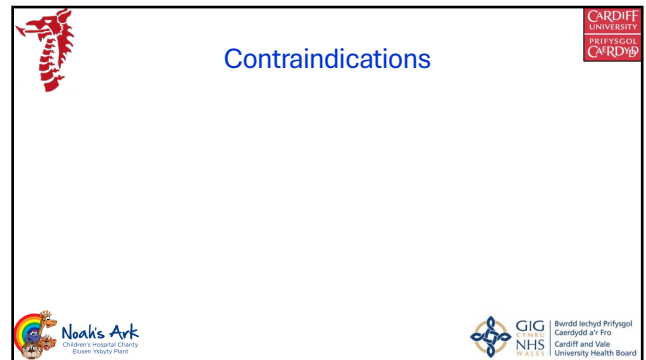 Contraindications
CARDIFF
UNIVERSITY
PRIFYSGOL
CAERDYDD
Noah's Ark
Children's Hospital Charity
Elusen Ysbyty Plant
GIG
CYMRU
NHS
WALES
Bwrdd Iechyd Prifysgol
Caerdydd a'r Fro
Cardiff and Vale
University Health Board